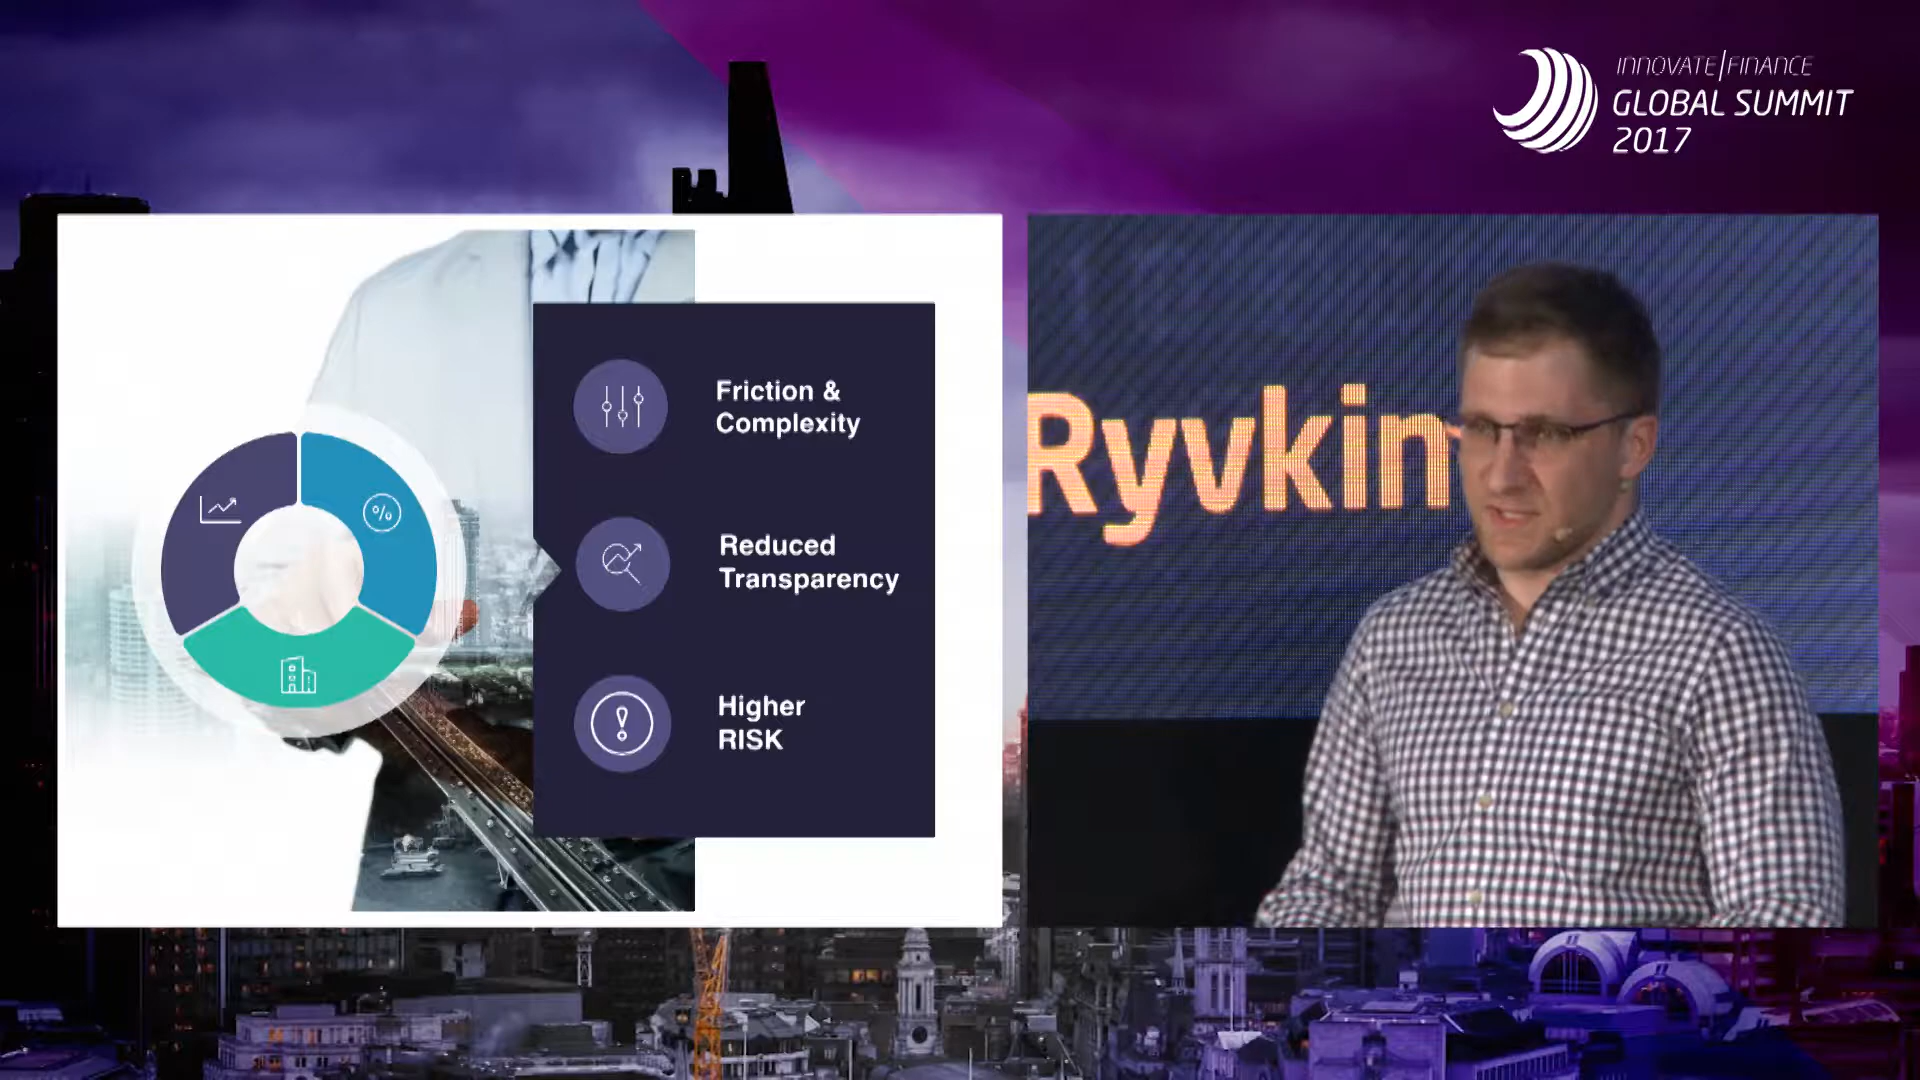 INNOVATE|FINANCE
GLOBAL SUMMIT
2017
Friction &
Complexity
Reduced
Transparency
Higher
RISK
%
Ryvkin